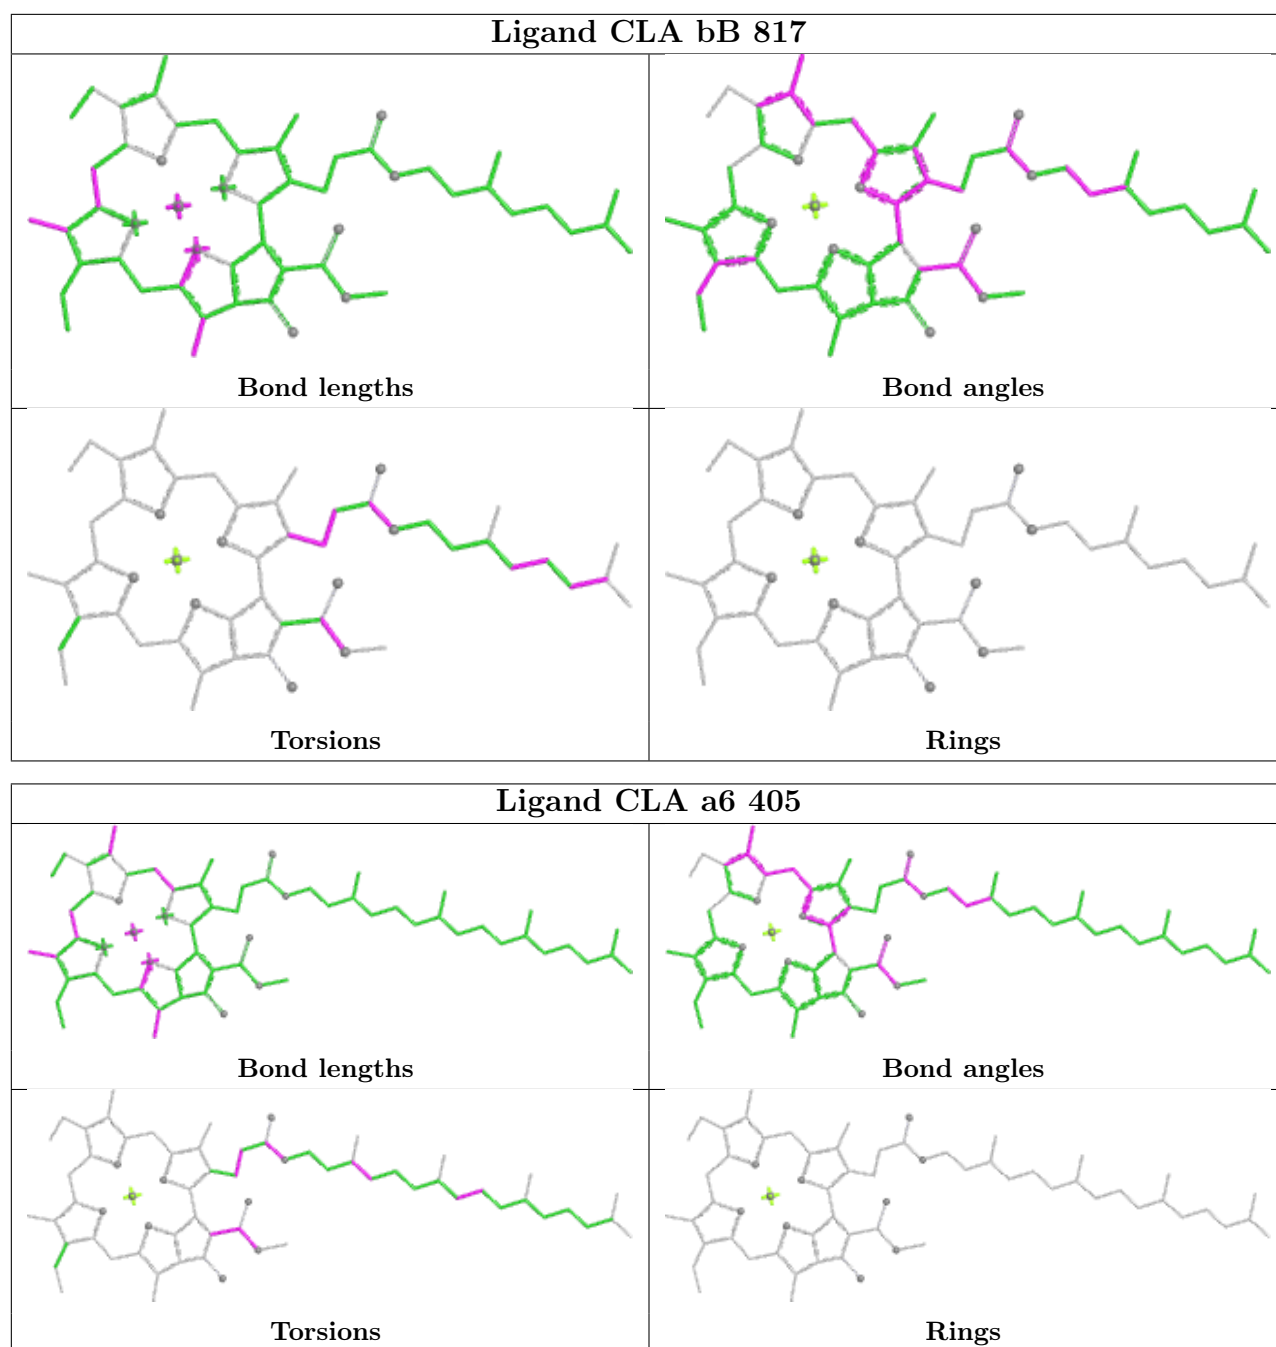 Ligand CLA bB 817
Bond lengths
Bond angles
Torsions
Rings
Ligand CLA a6 405
Bond lengths
Bond angles
Torsions
Rings